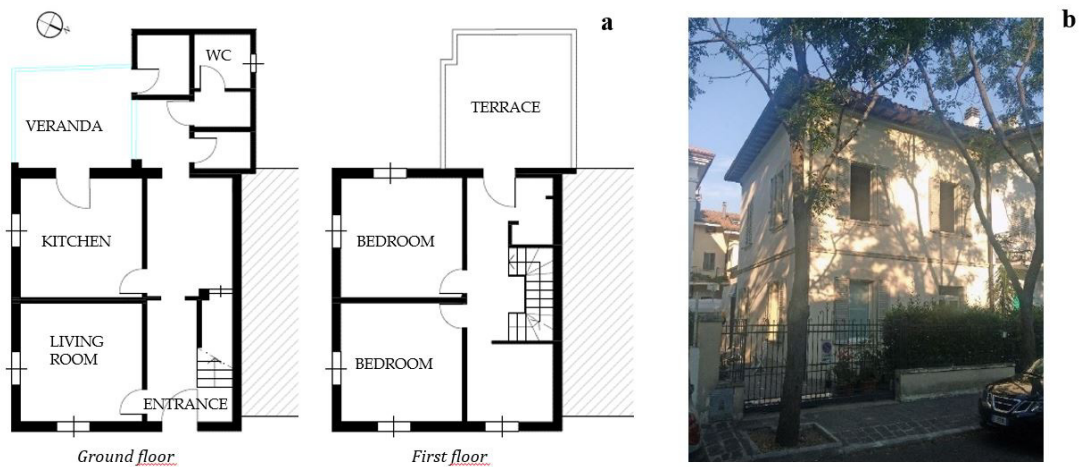 a
b
N
WC
VERANDA
KITCHEN
LIVING
ROOM
ENTRANCE
Ground floor
TERRACE
BEDROOM
BEDROOM
First floor